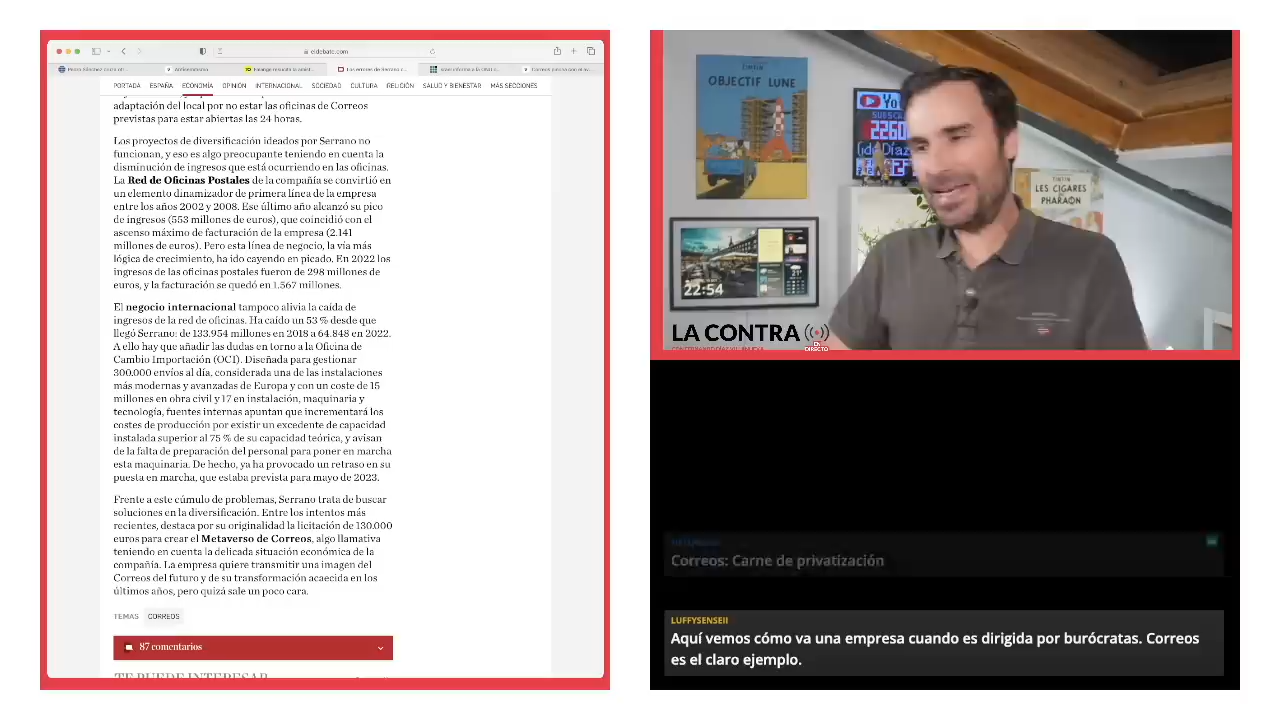 eldebate.com
PORTADA ESPAÑA ECONOMÍA OPINIÓN INTERNACIONAL SOCIEDAD CULTURA RELIGIÓN SALUD Y BIENESTAR MÁS SECCIONES
adaptación del local por no estar las oficinas de Correos
previstas para estar abiertas las 24 horas.
Los proyectos de diversificación ideados por Serrano no
funcionan, y eso es algo preocupante teniendo en cuenta la
disminución de ingresos que está ocurriendo en las oficinas.
La Red de Oficinas Postales de la compañía se convirtió en
un elemento dinamizador de primera línea de la empresa
entre los años 2002 y 2008. Ese último año alcanzó su pico
de ingresos (553 millones de euros), que coincidió con el
ascenso máximo de facturación de la empresa (2.141
millones de euros). Pero esta línea de negocio, la vía más
lógica de crecimiento, ha ido cayendo en picado. En 2022 los
ingresos de las oficinas postales fueron de 298 millones de
euros, y la facturación se quedó en 1.567 millones.
El negocio internacional tampoco alivia la caída de
ingresos de la red de oficinas. Ha caído un 53 % desde que
llegó Serrano: de 133.954 millones en 2018 a 64.848 en 2022.
A ello hay que añadir las dudas en torno a la Oficina de
Cambio Importación (OCI). Diseñada para gestionar
300.000 envíos al día, considerada una de las instalaciones
más modernas y avanzadas de Europa y con un coste de 15
millones en obra civil y 17 en instalación, maquinaria y
tecnología, fuentes internas apuntan que incrementará los
costes de producción por existir un excedente de capacidad
instalada superior al 75 % de su capacidad teórica, y avisan
de la falta de preparación del personal para poner en marcha
esta maquinaria. De hecho, ya ha provocado un retraso en su
puesta en marcha, que estaba prevista para mayo de 2023.
Frente a este cúmulo de problemas, Serrano trata de buscar
soluciones en la diversificación. Entre los intentos más
recientes, destaca por su originalidad la licitación de 130.000
euros para crear el Metaverso de Correos, algo llamativa
teniendo en cuenta la delicada situación económica de la
compañía. La empresa quiere transmitir una imagen del
Correos del futuro y de su transformación acaecida en los
últimos años, pero quizá sale un poco cara.
TEMAS CORREOS
87 comentarios
TE PUEDE INTERESAR
TINTIN
OBJECTIF LUNE
TINTIN
LES CIGARES
PHARAON
22:54
LA CONTRA
EN DIRECTO
Correos: Carne de privatización
LUFFYSENSEII
Aquí vemos cómo va una empresa cuando es dirigida por burócratas. Correos
es el claro ejemplo.